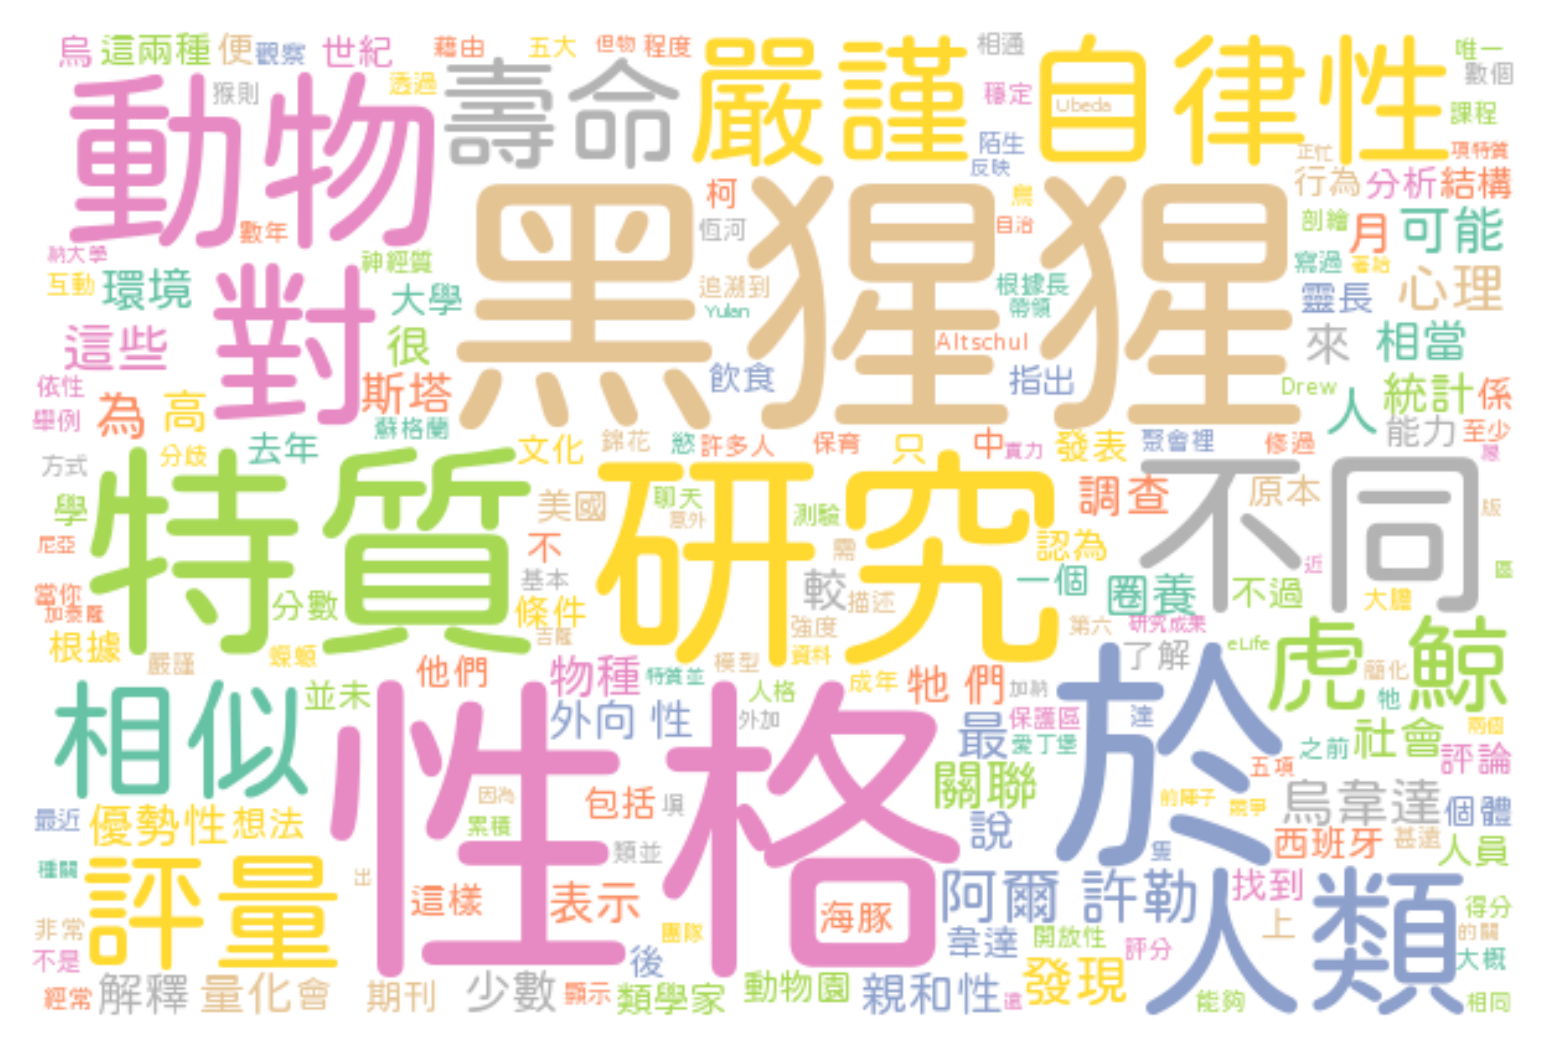 烏 這兩種 便 觀察 世紀 藉由 五大 但物 程度 相通 唯一
猴則 透過 數個
動物 壽命 嚴謹 自律性
穩定 Ubeda 課程
陌生 正忙 項特質
反映 行為 分析 結構
黑猩猩
柯 烏 剖繪 月 可能
數年 恆河 自治
納大學 神經質 寫過 署給
互動 環境 大學 追溯到 根據長 靈長 心理
對 Yulan 帶領
這些 很 Altschul 來 相當
依性 斯塔 飲食 指出 Drew 統計 係
舉例 為 高 蘇格蘭 人 能力 至少
去年 文化 錦花 慾 許多人 保育 只 中 實力 發表 聚會裡 修過
方式 分歧
特質 研究 不同
學 美國 聊天 測驗 調查 原本 版
尼亞 不 意外 需 認為 近
當你 基本 較 一個 圈養 不過 區
加泰隆 分數 條件 描述 大膽
根據 吉隆 強度 第六 研究成果
嚴謹 蠑螈 資料 了解 eLife 虎鯨
他們 物種 特質並 模型 成年 牠 們 簡化
相似 並未 人格 加納 牠
外向 性 外加 最 保護區 達 兩個
性格 於
愛丁堡 之前 社會 評論
關聯 五項
因為 包括 垻 前陣子 競爭 烏韋達 個體
最近 優勢性 想法 累積 說 西班牙 甚遠 人員
類並 隻
種關 出
評量 這樣 表示 海豚 阿爾 許勒 找到 人類
非常 團隊 韋達 開放性 評分 上 得分
的關
不是 後 大概
經常 解釋 量化會 期刊 少數 顯示 類學家 動物園 親和性 還 發現 能夠 相同